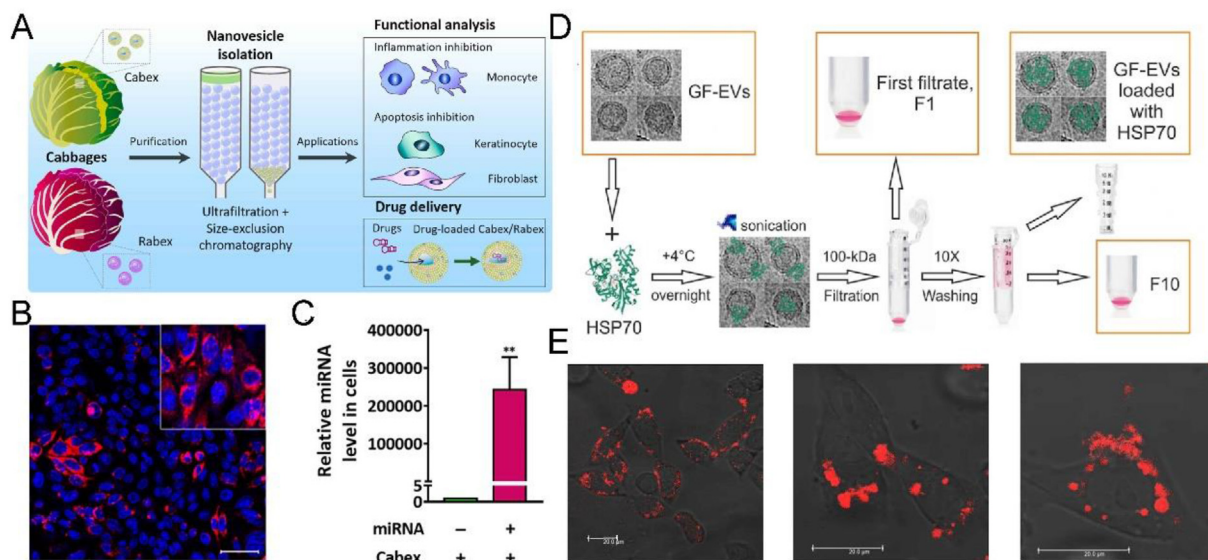 A
Cabex
Cabbages
Rabex
Purification
Nanovesicle
isolation
Ultrafiltration +
Size-exclusion
chromatography
Applications
Functional analysis
Inflammation inhibition
Monocyte
Apoptosis inhibition
Keratinocyte
Fibroblast
Drug delivery
Drugs
Drug-loaded Cabex/Rabex
B
C
Relative miRNA
level in cells
400000
300000
200000
100000
5
0
**
miRNA
–
+
Cabex
+
+
D
GF-EVs
First filtrate,
F1
GF-EVs
loaded
with
HSP70
+
HSP70
+4°C
overnight
sonication
100-kDa
Filtration
10X
Washing
F10
E
20.0 µm
20.0 µm
20.0 µm